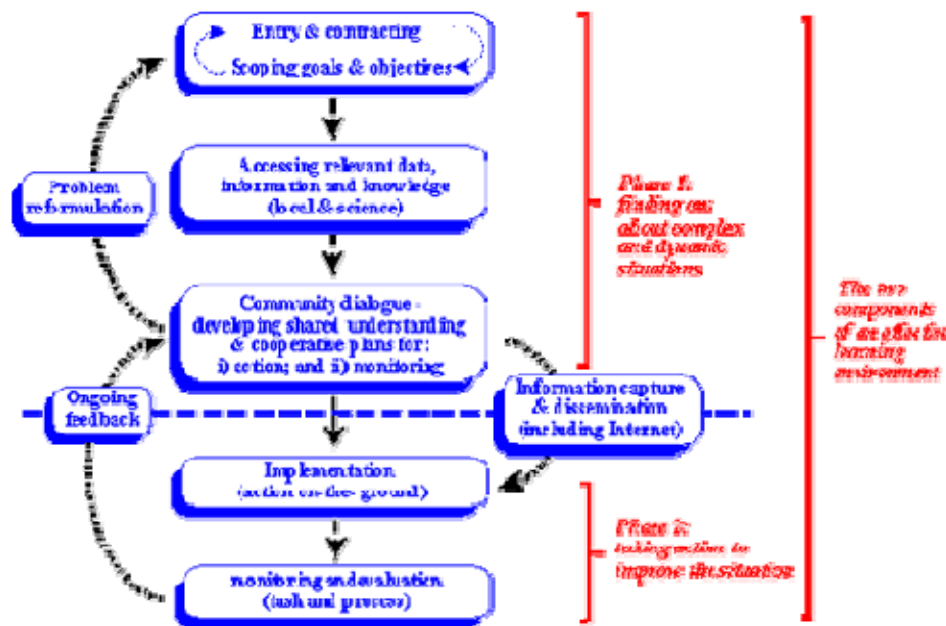 Entry & contracting
Scoping goals & objectives
Accessing relevant data,
information and knowledge
(local & science)
Problem
reformulation
Community dialogue -
developing shared understanding
& cooperative plans for:
i) action; and ii) monitoring
Ongoing
feedback
Information capture
& dissemination
(including Internet)
Implementation
(action on-the-ground)
monitoring and evaluation
(task and process)
Phase 1:
finding out
about complex
and dynamic
situations
Phase 2:
taking action to
improve the situation
The two
components
of an effective
learning
environment